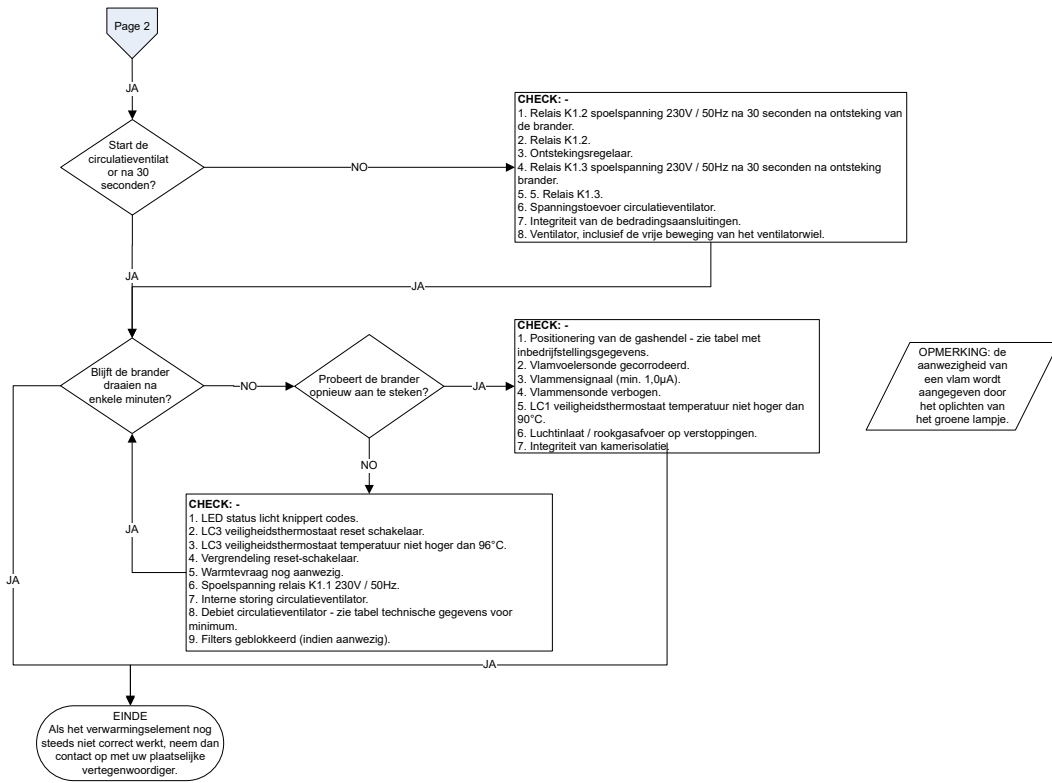 Page 2
JA
Start de
circulatieventilat
or na 30
seconden?
NO
CHECK: -
1. Relais K1.2 spoelspanning 230V / 50Hz na 30 seconden na ontsteking van
de brander.
2. Relais K1.2.
3. Ontstekingsregelaar.
4. Relais K1.3 spoelspanning 230V / 50Hz na 30 seconden na ontsteking
brander.
5. 5. Relais K1.3.
6. Spanningstoevoer circulatieventilator.
7. Integriteit van de bedradingsaansluitingen.
8. Ventilator, inclusief de vrije beweging van het ventilatorwiel.
JA
JA
Blijft de brander
draaien na
enkele minuten?
NO
Probeert de brander
opnieuw aan te steken?
JA
CHECK: -
1. Positionering van de gashendel - zie tabel met
inbedrijfstellingsgegevens.
2. Vlamvoelersonde gecorrodeerd.
3. Vlammensignaal (min. 1,0µA).
4. Vlammensonde verbogen.
5. LC1 veiligheidsthermostaat temperatuur niet hoger dan
90°C.
6. Luchtinlaat / rookgasafvoer op verstoppingen.
7. Integriteit van kamerisolatie.
OPMERKING: de
aanwezigheid van
een vlam wordt
aangegeven door
het oplichten van
het groene lampje.
NO
CHECK: -
1. LED status licht knippert codes.
2. LC3 veiligheidsthermostaat reset schakelaar.
3. LC3 veiligheidsthermostaat temperatuur niet hoger dan 96°C.
4. Vergrendeling reset-schakelaar.
5. Warmtevraag nog aanwezig.
6. Spoelspanning relais K1.1 230V / 50Hz.
7. Interne storing circulatieventilator.
8. Debiet circulatieventilator - zie tabel technische gegevens voor
minimum.
9. Filters geblokkeerd (indien aanwezig).
JA
JA
JA
EINDE
Als het verwarmingselement nog
steeds niet correct werkt, neem dan
contact op met uw plaatselijke
vertegenwoordiger.